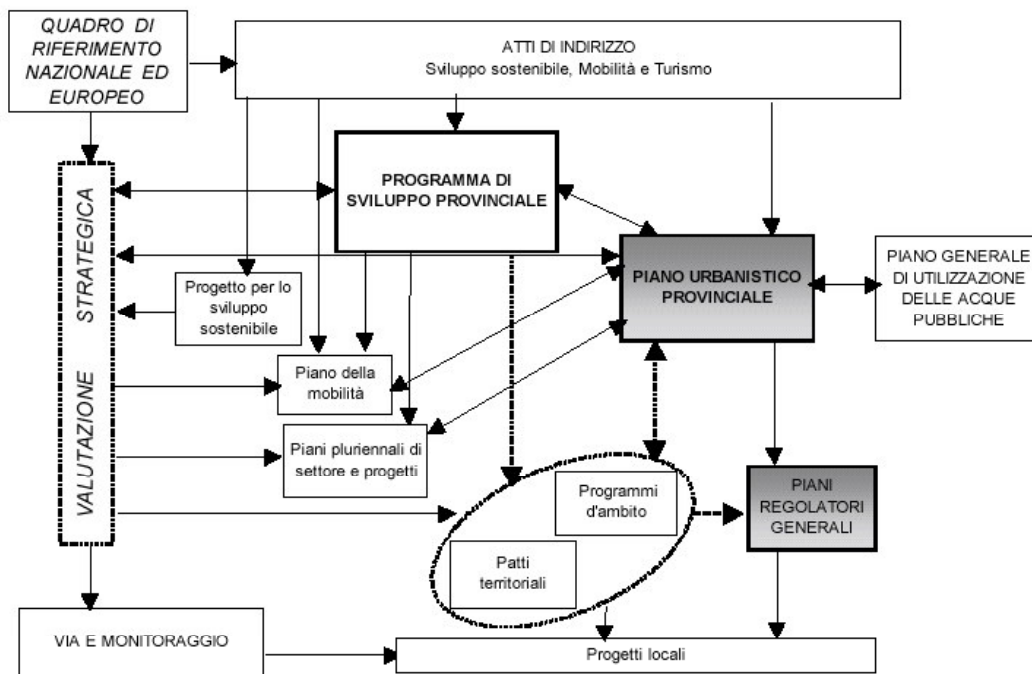 QUADRO DI
RIFERIMENTO
NAZIONALE ED
EUROPEO
ATTI DI INDIRIZZO
Sviluppo sostenibile, Mobilità e Turismo
PROGRAMMA DI
SVILUPPO PROVINCIALE
VALUTAZIONE STRATEGICA
PIANO URBANISTICO
PROVINCIALE
PIANO GENERALE
DI UTILIZZAZIONE
DELLE ACQUE
PUBBLICHE
Progetto per lo
sviluppo
sostenibile
Piano della
mobilità
Piani pluriennali di
settore e progetti
Programmi
d'ambito
Patti
territoriali
PIANI
REGOLATORI
GENERALI
VIA E MONITORAGGIO
Progetti locali